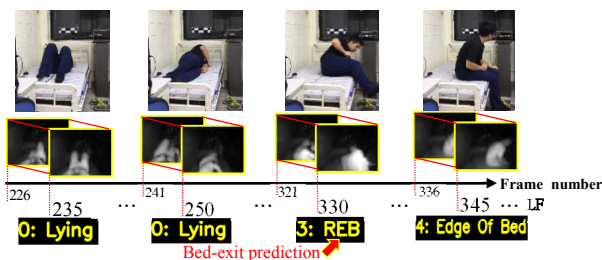 226 241 321 336 Frame number
235 ... 250 ... 330 ... 345 ... LF
0: Lying 0: Lying 3: REB 4: Edge Of Bed
Bed-exit prediction